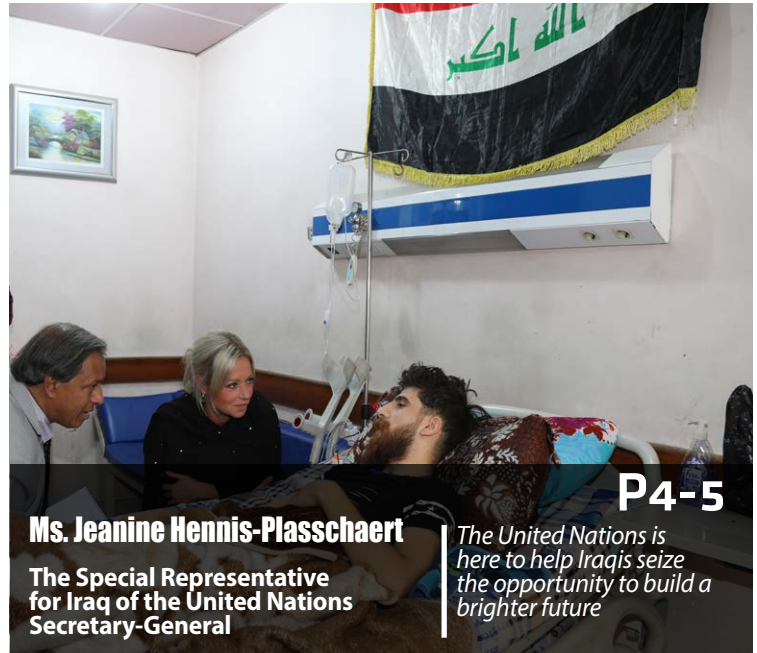 الله اكبر
P4-5
Ms. Jeanine Hennis-Plasschaert
The Special Representative
for Iraq of the United Nations
Secretary-General
The United Nations is
here to help Iraqis seize
the opportunity to build a
brighter future